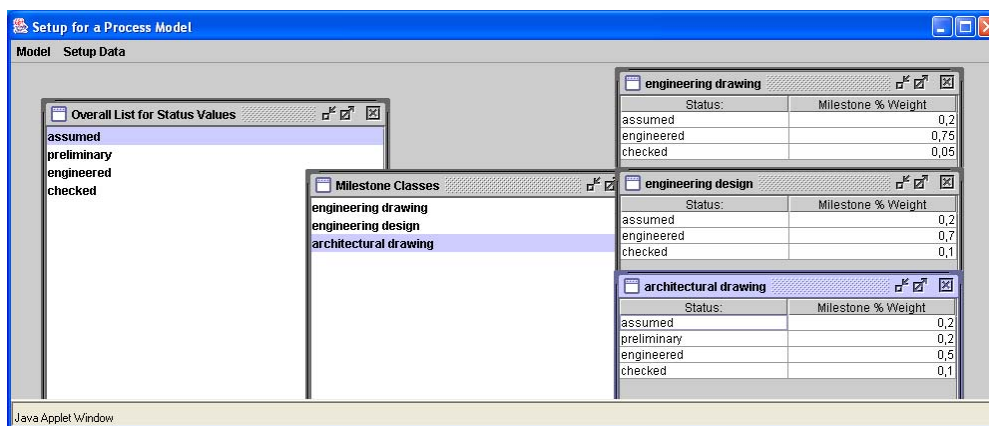 Setup for a Process Model
Model Setup Data
Overall List for Status Values
assumed
preliminary
engineered
checked
Milestone Classes
engineering drawing
engineering design
architectural drawing
engineering drawing
Status: Milestone % Weight
assumed 0,2
engineered 0,75
checked 0,05
engineering design
Status: Milestone % Weight
assumed 0,2
engineered 0,7
checked 0,1
architectural drawing
Status: Milestone % Weight
assumed 0,2
preliminary 0,2
engineered 0,5
checked 0,1
Java Applet Window